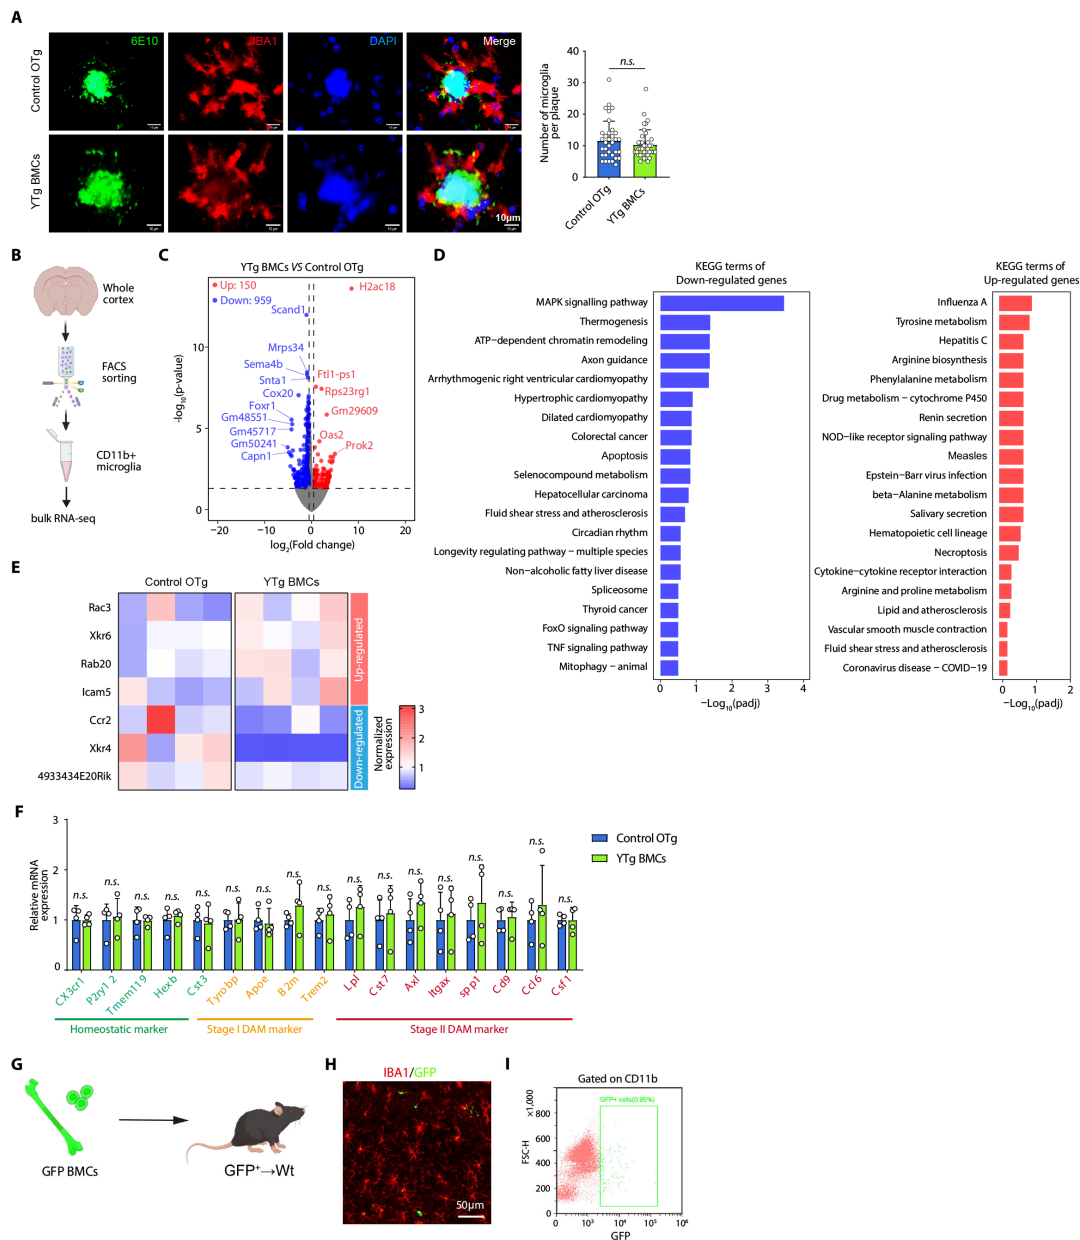 A
6E10
IBA1
DAPI
Merge
Control OTg
YTg BMCs
10μm
Number of microglia
per plaque
40
30
20
10
0
n.s.
Control OTg
YTg BMCs
B
Whole
cortex
FACS
sorting
CD11b+
microglia
bulk RNA-seq
C
YTg BMCs VS Control OTg
Up: 150
Down: 959
H2ac18
Scand1
Mrps34
Sema4b
Snta1
Cox20
Foxr1
Gm48551
Gm45717
Gm50241
Capn1
Ftl1-ps1
Rps23rg1
Gm29609
Oas2
Prok2
-log10(p-value)
10
5
0
−20
−10
0
10
20
log2(Fold change)
D
KEGG terms of
Down-regulated genes
MAPK signalling pathway
Thermogenesis
ATP-dependent chromatin remodeling
Axon guidance
Arrhythmogenic right ventricular cardiomyopathy
Hypertrophic cardiomyopathy
Dilated cardiomyopathy
Colorectal cancer
Apoptosis
Selenocompound metabolism
Hepatocellular carcinoma
Fluid shear stress and atherosclerosis
Circadian rhythm
Longevity regulating pathway − multiple species
Non−alcoholic fatty liver disease
Spliceosome
Thyroid cancer
FoxO signaling pathway
TNF signaling pathway
Mitophagy − animal
0 1 2 3 4
−Log10(padj)
KEGG terms of
Up-regulated genes
Influenza A
Tyrosine metabolism
Hepatitis C
Arginine biosynthesis
Phenylalanine metabolism
Drug metabolism − cytochrome P450
Renin secretion
NOD−like receptor signaling pathway
Measles
Epstein−Barr virus infection
beta−Alanine metabolism
Salivary secretion
Hematopoietic cell lineage
Necroptosis
Cytokine−cytokine receptor interaction
Arginine and proline metabolism
Lipid and atherosclerosis
Vascular smooth muscle contraction
Fluid shear stress and atherosclerosis
Coronavirus disease − COVID−19
0 1 2
−Log10(padj)
E
Control OTg
YTg BMCs
Rac3
Xkr6
Rab20
Icam5
Ccr2
Xkr4
4933434E20Rik
Up-regulated
Down-regulated
Normalized
expression
3
2
1
F
Relative mRNA
expression
3
2
1
0
n.s. n.s. n.s. n.s. n.s. n.s. n.s. n.s. n.s. n.s. n.s. n.s. n.s. n.s. n.s. n.s. n.s.
Control OTg
YTg BMCs
CX3cr1
P2ry12
Tmem119
Hexb
Cst3
Tyrobp
Apoe
B2m
Trem2
Lpl
Cst7
Axl
Itgax
spp1
Cd9
Ccl6
Csf1
Homeostatic marker
Stage I DAM marker
Stage II DAM marker
G
GFP BMCs
GFP+→Wt
H
IBA1/GFP
50μm
I
Gated on CD11b
GFP+ cells(0.95%)
×1,000
FSC-H
800
600
400
200
0
0 10³ 10⁴ 10⁵ 10⁶
GFP